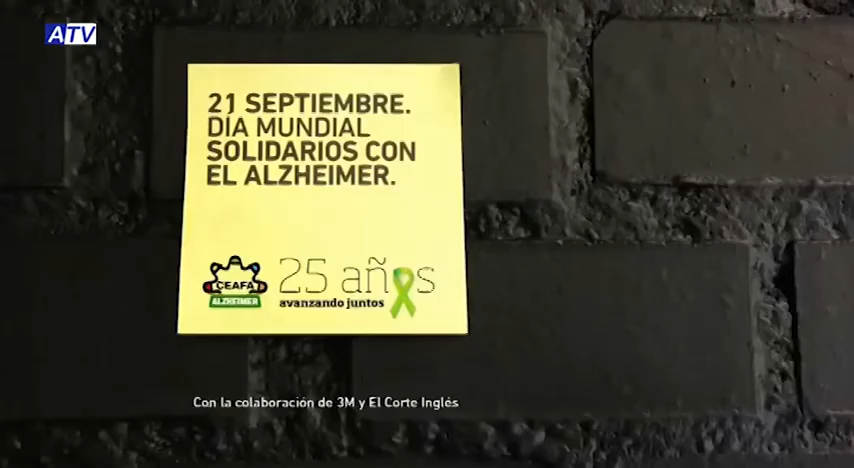 ATV
21 SEPTIEMBRE.
DÍA MUNDIAL
SOLIDARIOS CON
EL ALZHEIMER.
CEAFA
ALZHEIMER
25 años
avanzando juntos
Con la colaboración de 3M y El Corte Inglés